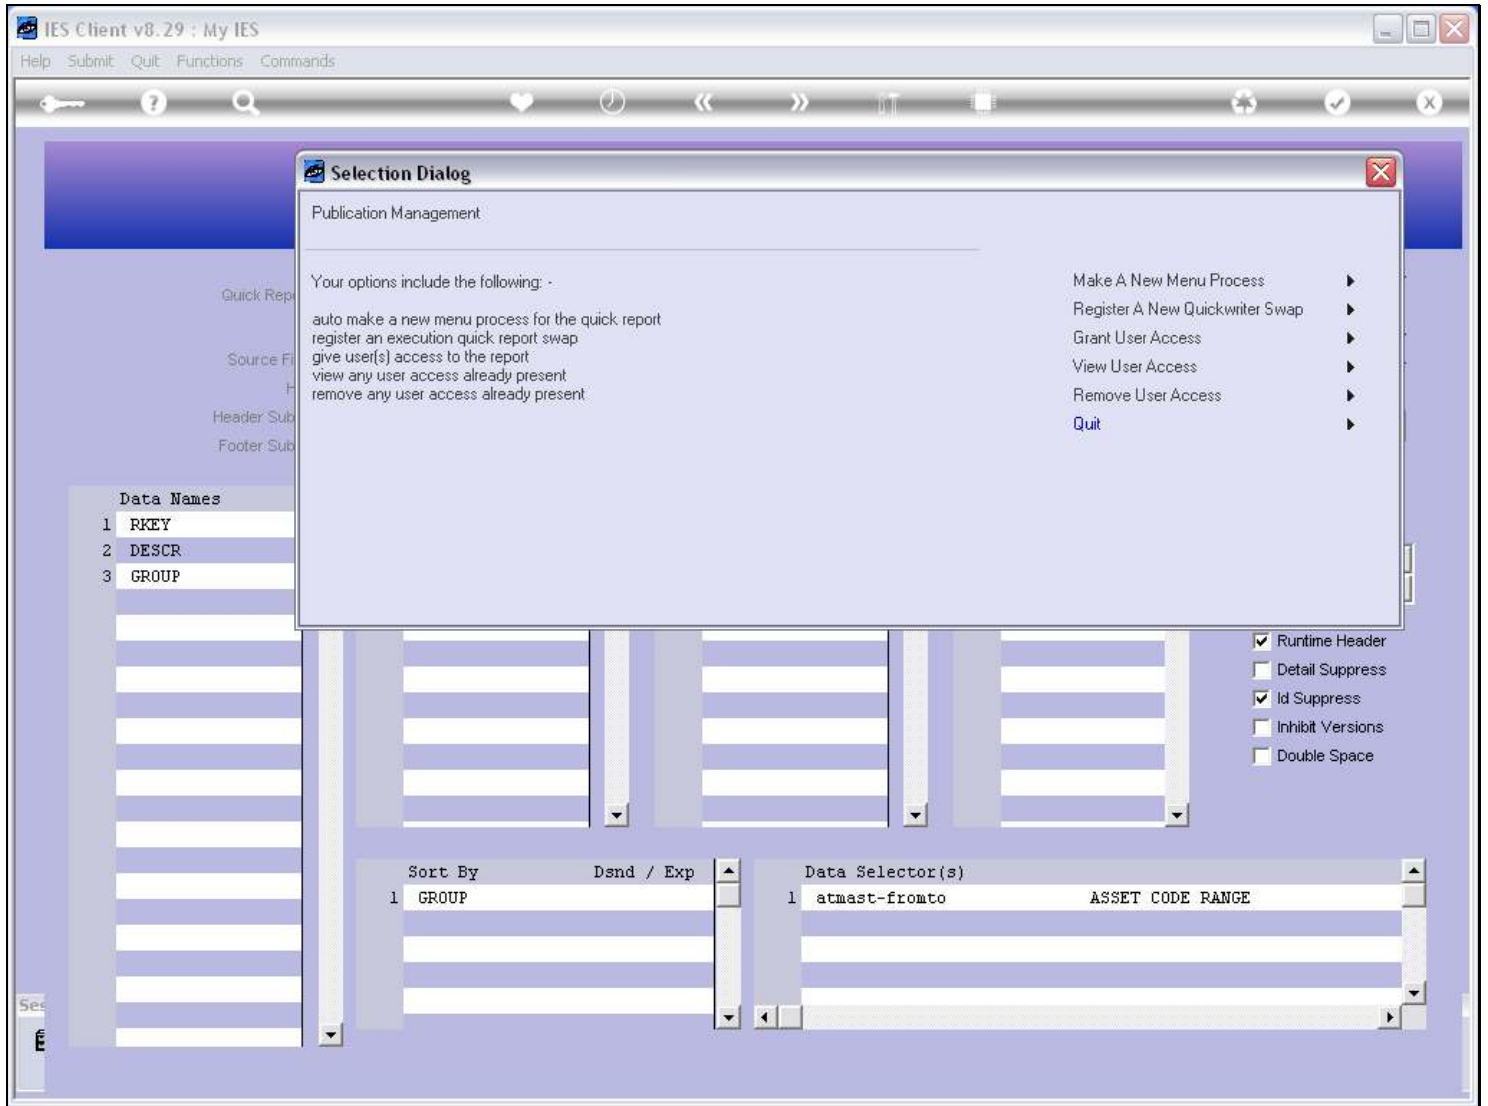 IES Client v8.29 : My IES
Help Submit Quit Functions Commands
Selection Dialog
Publication Management
Your options include the following: -
auto make a new menu process for the quick report
register an execution quick report swap
give user(s) access to the report
view any user access already present
remove any user access already present
Make A New Menu Process
Register A New Quickwriter Swap
Grant User Access
View User Access
Remove User Access
Quit
Quick Rep
Source Fi
H
Header Sub
Footer Sub
Data Names
1 RKEY
2 DESCR
3 GROUP
Runtime Header
Detail Suppress
Id Suppress
Inhibit Versions
Double Space
Sort By Dsnd / Exp
1 GROUP
Data Selector(s)
1 atmast-fromto ASSET CODE RANGE
Ses